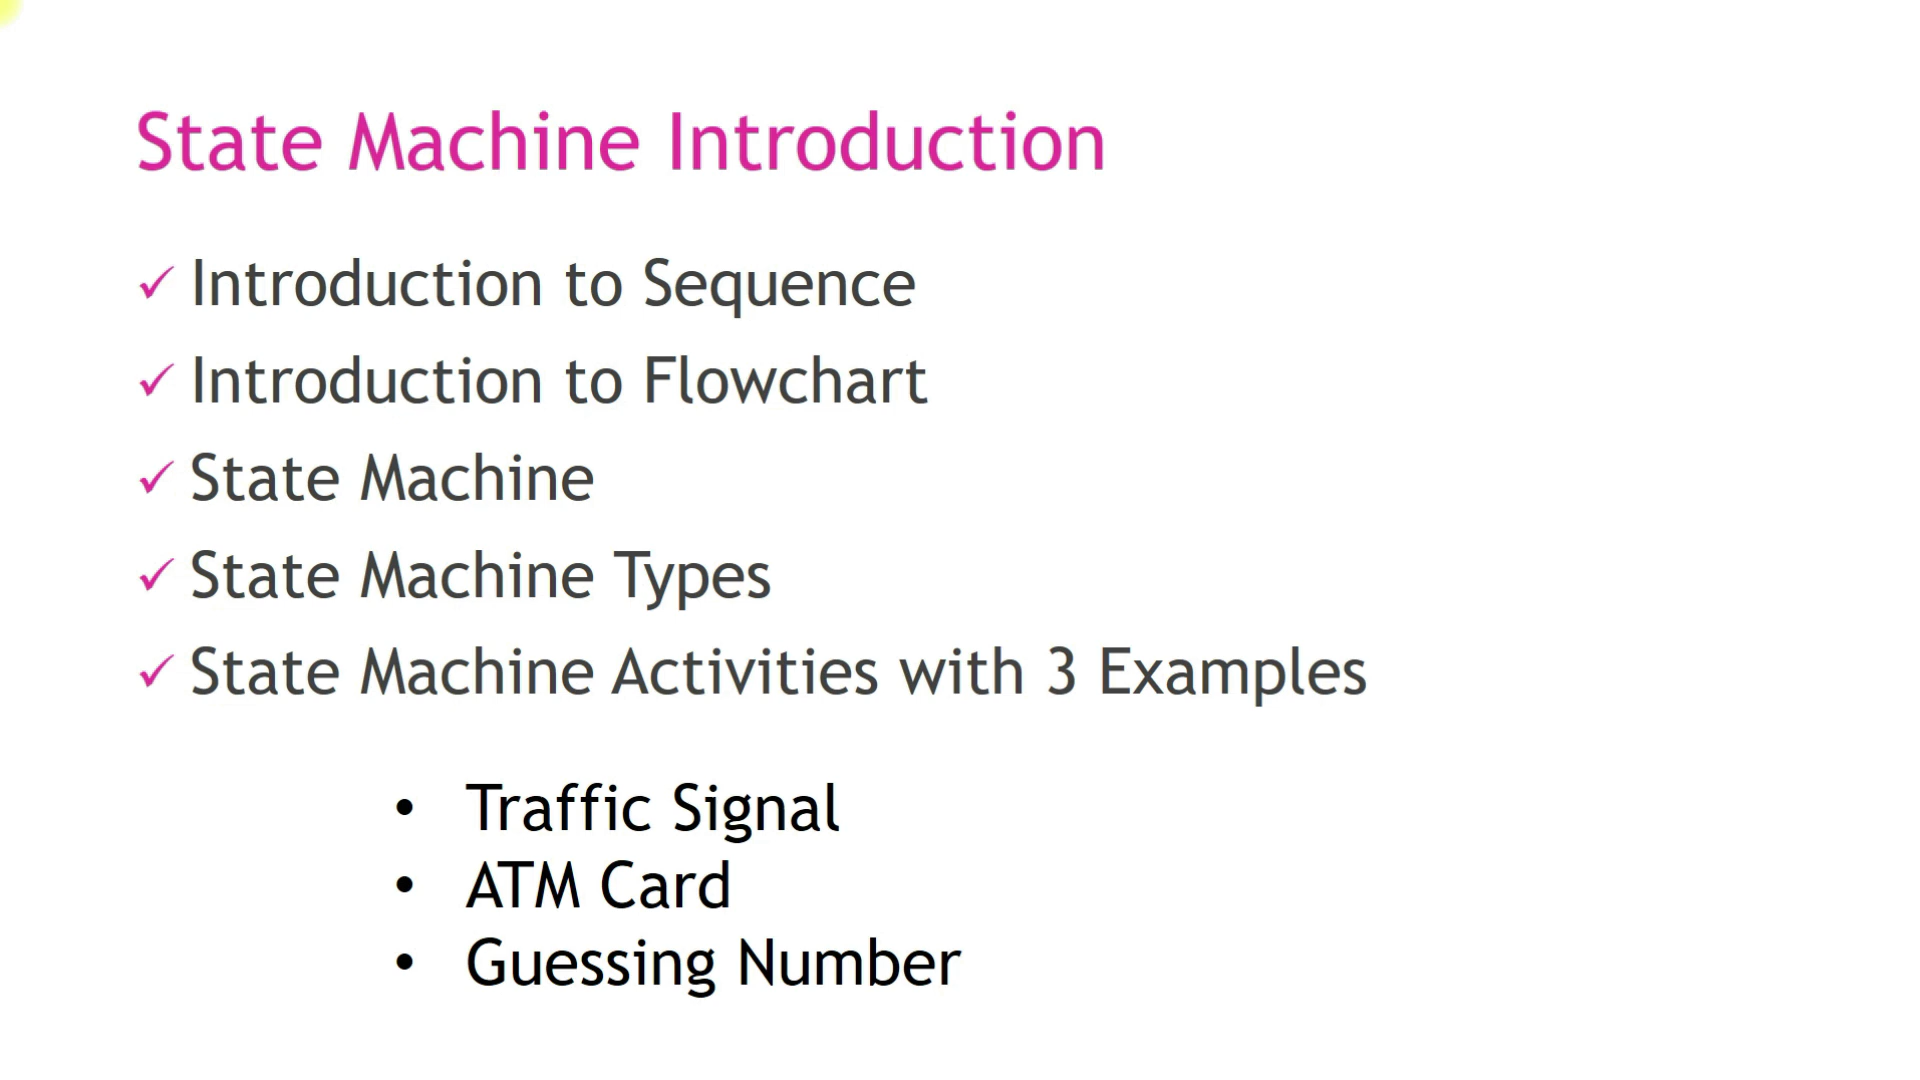 State Machine Introduction
✓ Introduction to Sequence
✓ Introduction to Flowchart
✓ State Machine
✓ State Machine Types
✓ State Machine Activities with 3 Examples
• Traffic Signal
• ATM Card
• Guessing Number